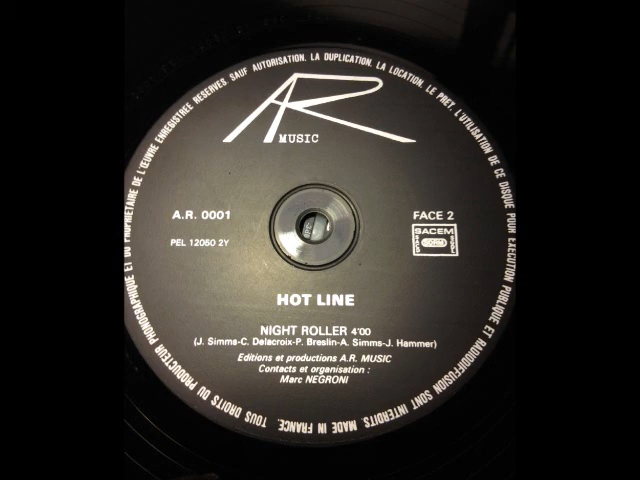 TOUS DROITS DU PRODUCTEUR PHONOGRAPHIQUE ET DU PROPRIETAIRE DE L'ŒUVRE ENREGISTREE RESERVES. SAUF AUTORISATION, LA DUPLICATION, LA LOCATION, LE PRET, L'UTILISATION DE CE DISQUE POUR EXECUTION PUBLIQUE ET RADIODIFFUSION SONT INTERDITS. MADE IN FRANCE.
AR
MUSIC
A.R. 0001
FACE 2
PEL 12060 2Y
SACEM
SDRM
HOT LINE
NIGHT ROLLER 4'00
(J. Simms-C. Delacroix-P. Breslin-A. Simms-J. Hammer)
Editions et productions A.R. MUSIC
Contacts et organisation :
Marc NEGRONI